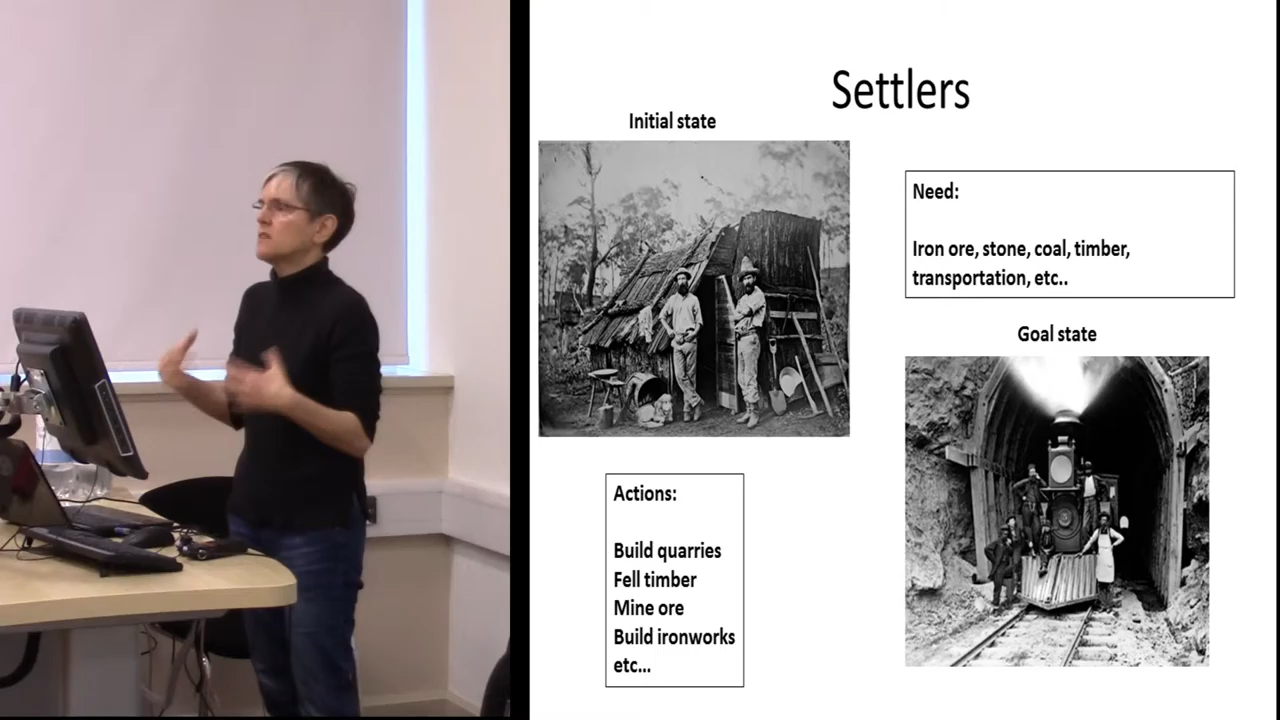 Settlers
Initial state
Need:
Iron ore, stone, coal, timber,
transportation, etc..
Goal state
Actions:
Build quarries
Fell timber
Mine ore
Build ironworks
etc...